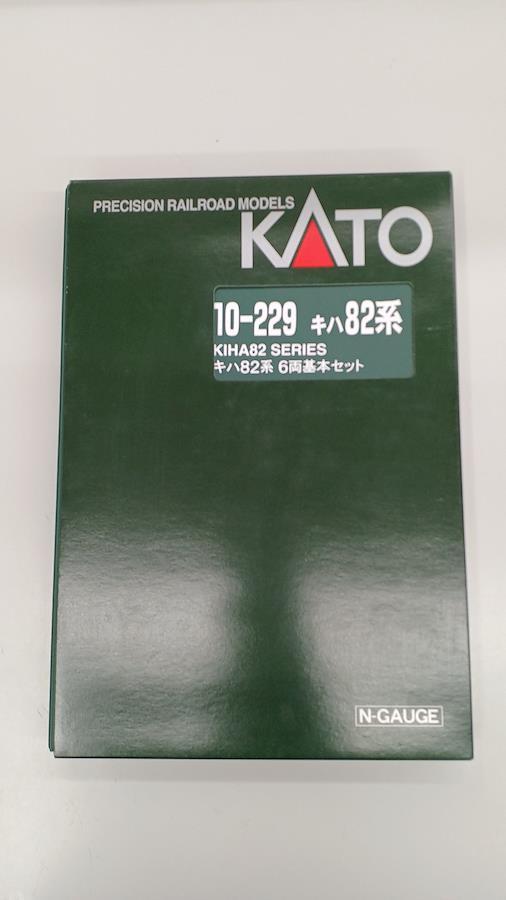 PRECISION RAILROAD MODELS
KATO
10-229 キハ82系
KIHA82 SERIES
キハ82系 6両基本セット
N-GAUGE